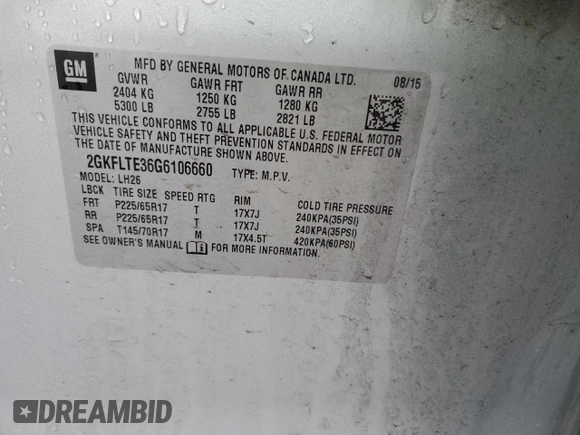 GM
MFD BY GENERAL MOTORS OF CANADA LTD. 08/15
GVWR GAWR FRT GAWR RR
2404 KG 1250 KG 1280 KG
5300 LB 2755 LB 2821 LB
THIS VEHICLE CONFORMS TO ALL APPLICABLE U.S. FEDERAL MOTOR
VEHICLE SAFETY AND THEFT PREVENTION STANDARDS IN EFFECT ON
THE DATE OF MANUFACTURE SHOWN ABOVE.
2GKFLTE36G6106660 TYPE: M.P.V.
MODEL: LH26
LBCK TIRE SIZE SPEED RTG RIM COLD TIRE PRESSURE
FRT P225/65R17 T 17X7J 240KPA(35PSI)
RR P225/65R17 T 17X7J 240KPA(35PSI)
SPA T145/70R17 M 17X4.5T 420KPA(60PSI)
SEE OWNER'S MANUAL FOR MORE INFORMATION
DREAMBID